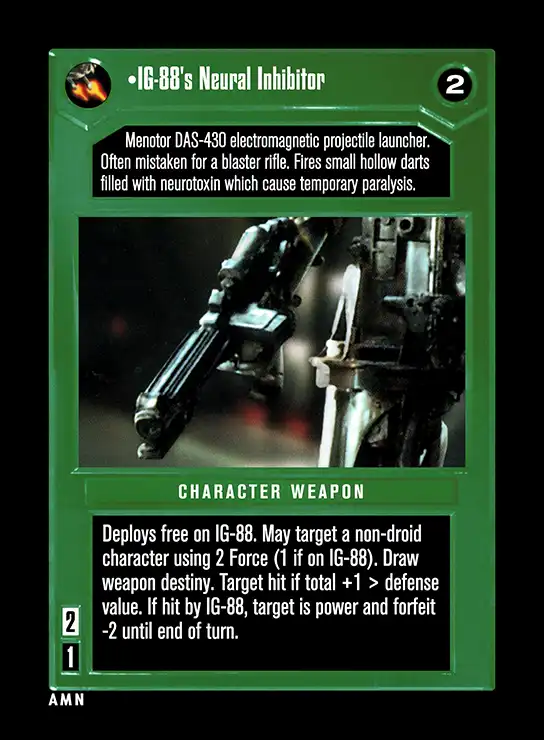 •IG-88's Neural Inhibitor
2
Menotor DAS-430 electromagnetic projectile launcher.
Often mistaken for a blaster rifle. Fires small hollow darts
filled with neurotoxin which cause temporary paralysis.
CHARACTER WEAPON
Deploys free on IG-88. May target a non-droid
character using 2 Force (1 if on IG-88). Draw
weapon destiny. Target hit if total +1 > defense
value. If hit by IG-88, target is power and forfeit
-2 until end of turn.
2
1
AMN